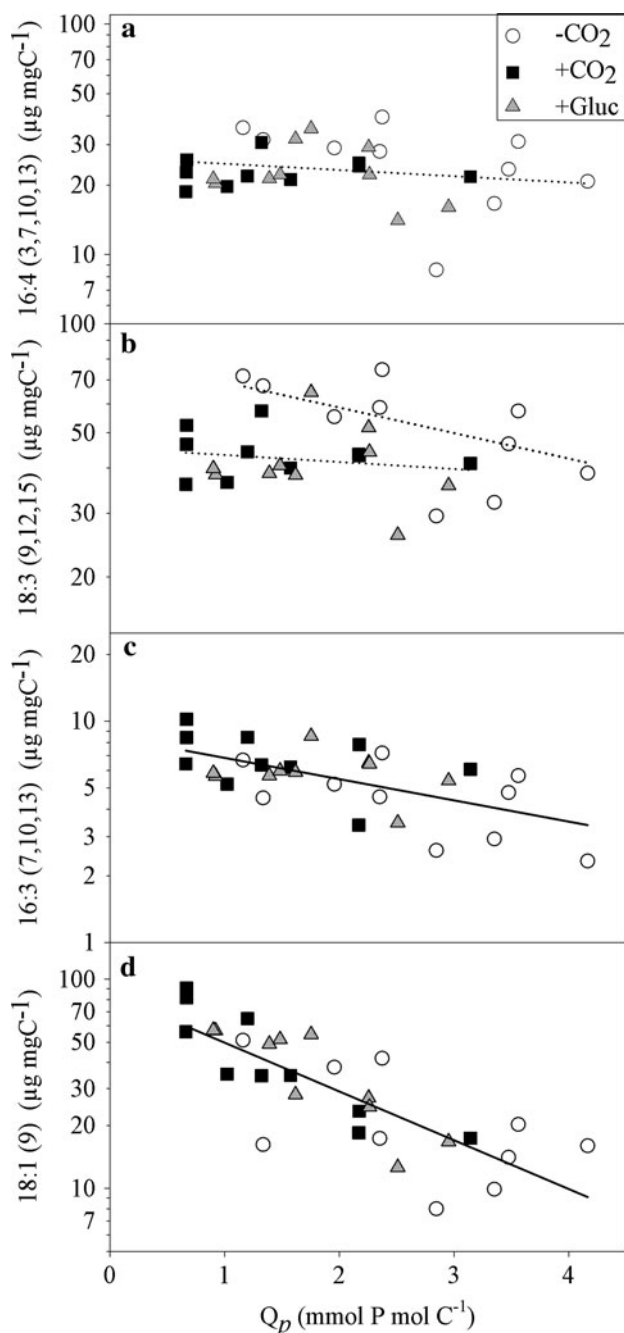 a
-CO2
+CO2
+Gluc
16:4 (3,7,10,13) (µg mgC-1)
100
50
30
20
10
7
100
b
18:3 (9,12,15) (µg mgC-1)
70
50
30
20
c
16:3 (7,10,13) (µg mgC-1)
20
10
5
3
2
1
d
18:1 (9) (µg mgC-1)
100
70
50
30
20
10
7
0 1 2 3 4
Qp (mmol P mol C-1)